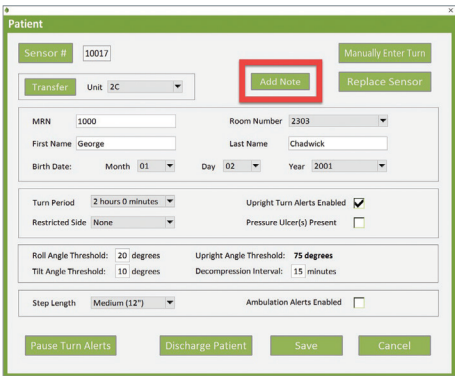 Patient
Sensor # 10017 Manually Enter Turn
Transfer Unit 2C Add Note Replace Sensor
MRN 1000 Room Number 2303
First Name George Last Name Chadwick
Birth Date: Month 01 Day 02 Year 2001
Turn Period 2 hours 0 minutes Upright Turn Alerts Enabled
Restricted Side None Pressure Ulcer(s) Present
Roll Angle Threshold: 20 degrees Upright Angle Threshold: 75 degrees
Tilt Angle Threshold: 10 degrees Decompression Interval: 15 minutes
Step Length Medium (12") Ambulation Alerts Enabled
Pause Turn Alerts Discharge Patient Save Cancel